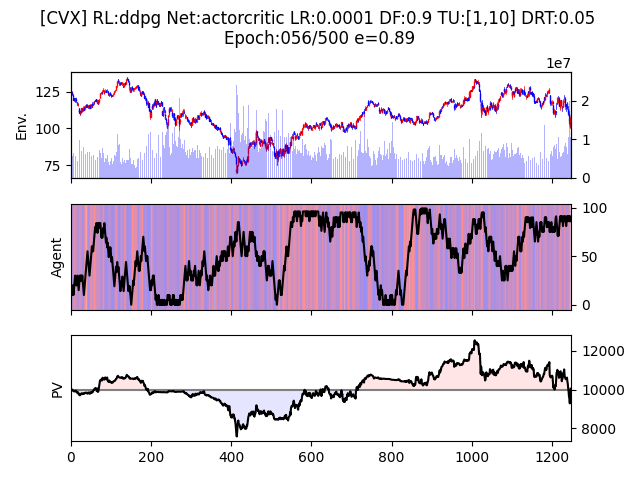 [CVX] RL:ddpg Net:actorcritic LR:0.0001 DF:0.9 TU:[1,10] DRT:0.05
Epoch:056/500 e=0.89
1e7
125
100
75
Env.
2
1
0
Agent
100
50
0
PV
12000
10000
8000
0 200 400 600 800 1000 1200